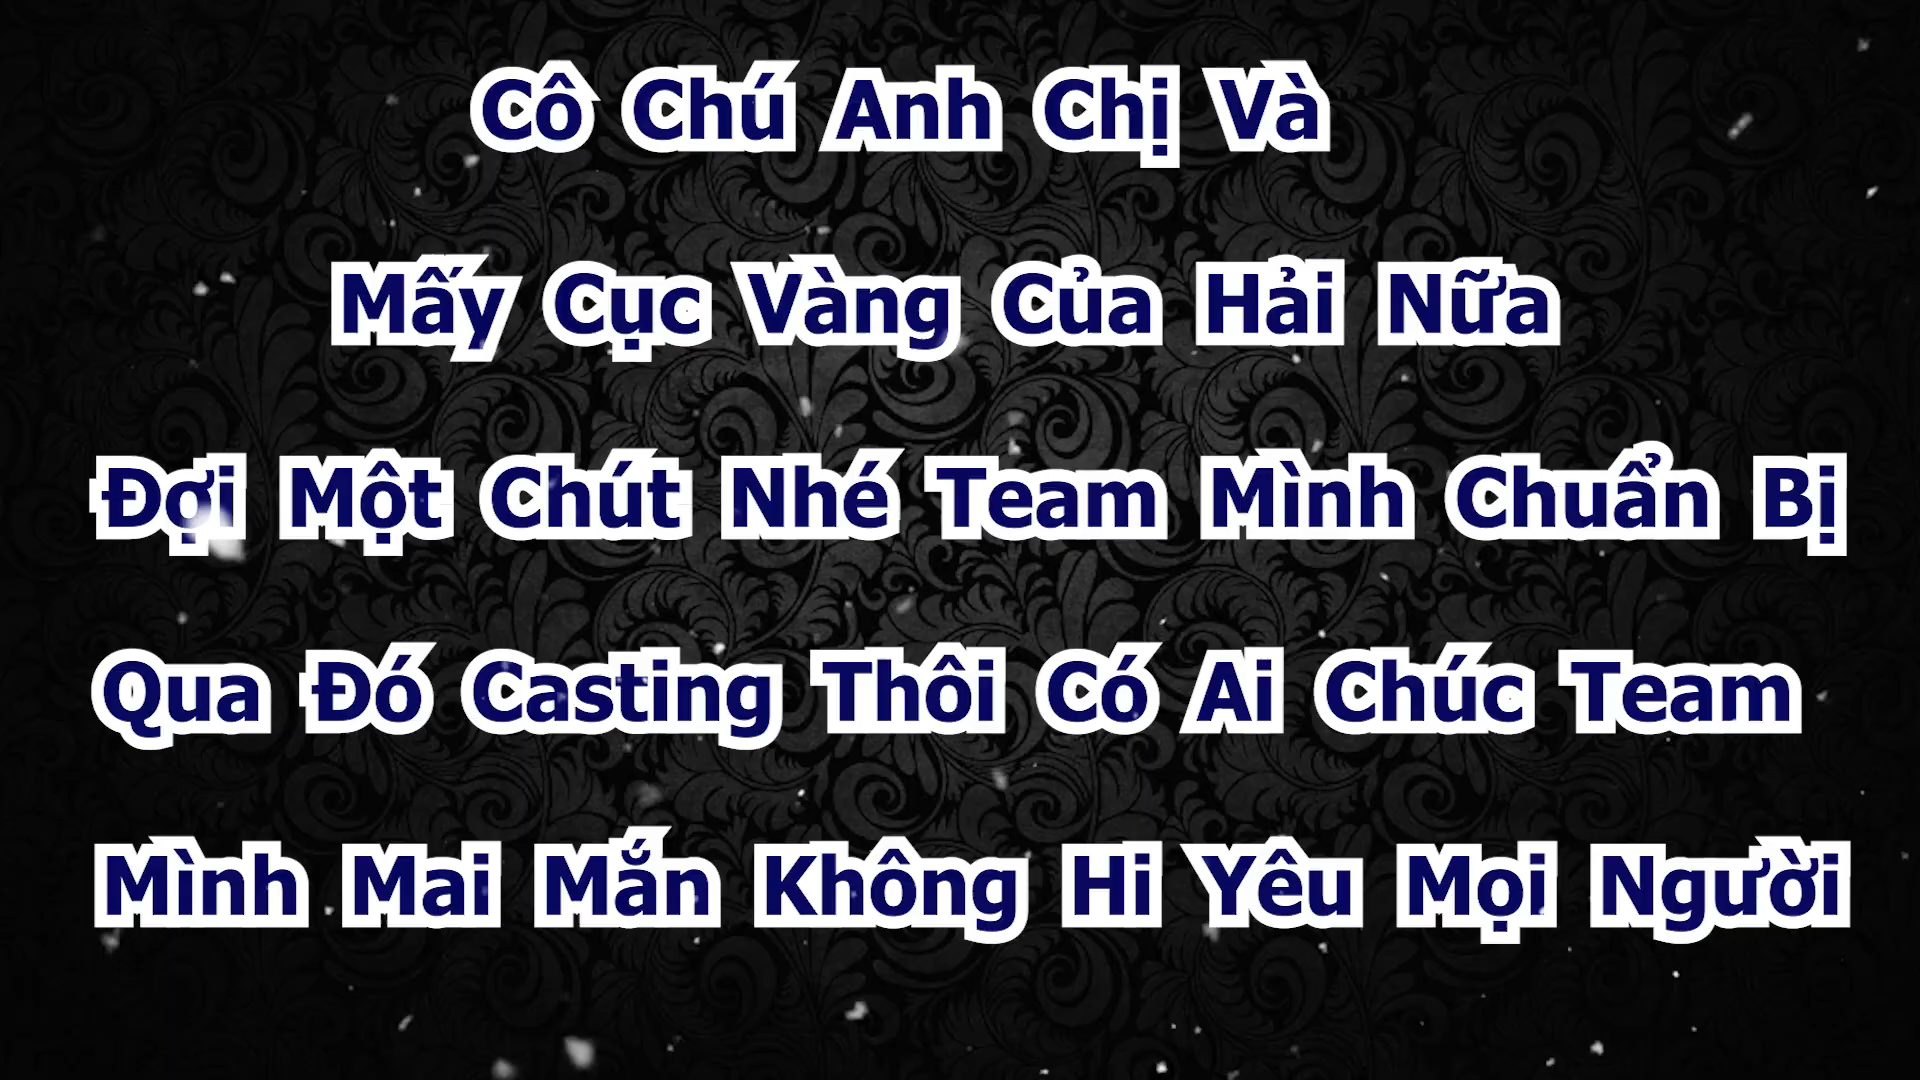 Cô Chú Anh Chị Và
Mấy Cục Vàng Của Hải Nữa
Đợi Một Chút Nhé Team Mình Chuẩn Bị
Qua Đó Casting Thôi Có Ai Chúc Team
Mình Mai Mắn Không Hi Yêu Mọi Người